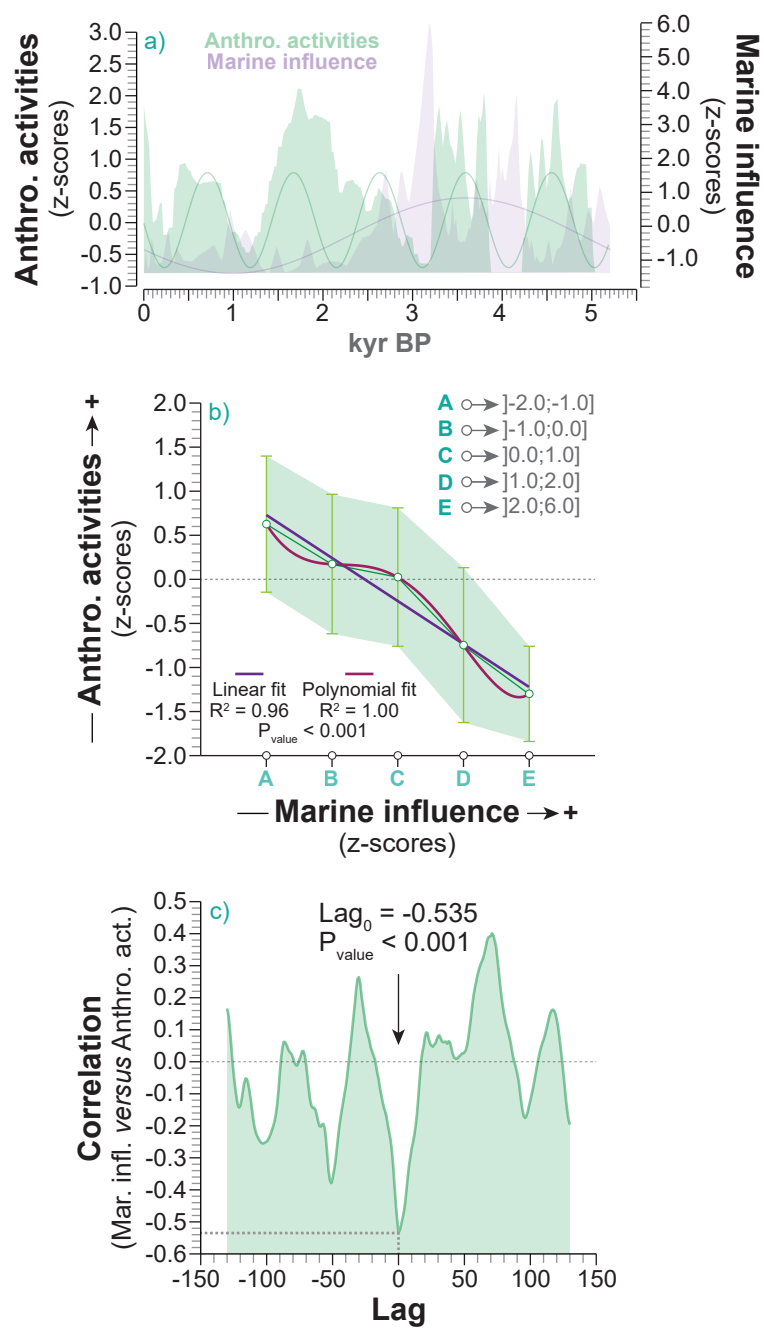 a)
Anthro. activities
Marine influence
Anthro. activities
(z-scores)
3.0
2.0
1.5
1.0
0.5
0.0
-0.5
-1.0
Marine influence
(z-scores)
6.0
5.0
4.0
3.0
2.0
1.0
0.0
-1.0
0 1 2 3 4 5
kyr BP
b)
A ]-2.0;-1.0]
B ]-1.0;0.0]
C ]0.0;1.0]
D ]1.0;2.0]
E ]2.0;6.0]
Anthro. activities +
(z-scores)
2.0
1.5
1.0
0.5
0.0
-0.5
-1.0
-1.5
-2.0
Linear fit Polynomial fit
R² = 0.96 R² = 1.00
Pvalue < 0.001
A B C D E
Marine influence +
(z-scores)
c)
Lag0 = -0.535
Pvalue < 0.001
Correlation
(Mar. infl. versus Anthro. act.)
0.5
0.4
0.3
0.2
0.1
0.0
-0.1
-0.2
-0.3
-0.4
-0.5
-0.6
-150 -100 -50 0 50 100 150
Lag